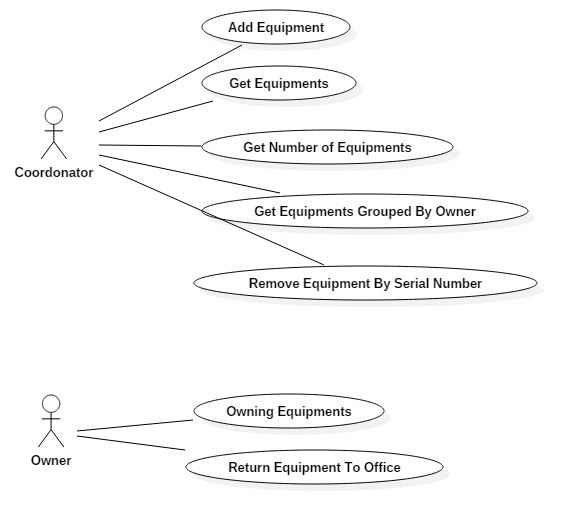 Add Equipment
Get Equipments
Get Number of Equipments
Coordonator
Get Equipments Grouped By Owner
Remove Equipment By Serial Number
Owning Equipments
Owner
Return Equipment To Office